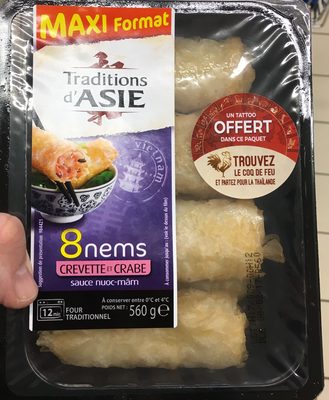 MAXI Format
Traditions
d'ASIE
vietnam
8 nems
CREVETTE ET CRABE
sauce nuoc-mâm
À conserver entre 0°C et 4°C
12 min
FOUR
TRADITIONNEL
POIDS NET:
560 g e
UN TATTOO
OFFERT
DANS CE PAQUET
TROUVEZ
LE COQ DE FEU
ET PARTEZ POUR LA THAÏLANDE